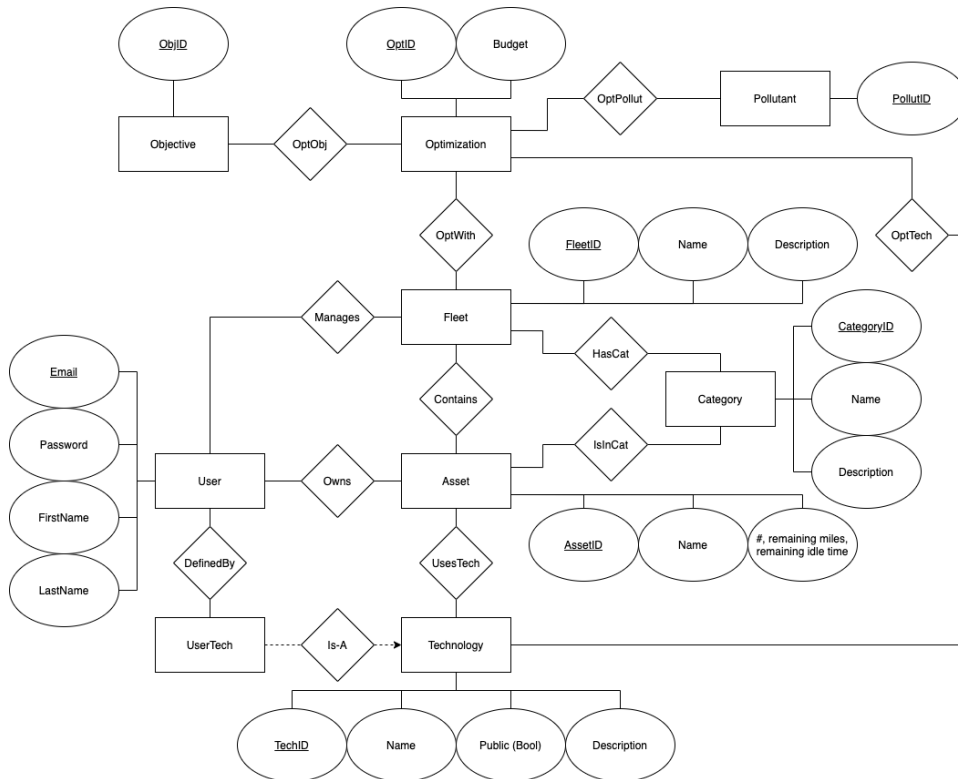 ObjID
OptID
Budget
OptPollut
Pollutant
PollutID
Objective
OptObj
Optimization
OptWith
OptTech
FleetID
Name
Description
Manages
Fleet
CategoryID
HasCat
Email
Contains
Category
Name
Password
IsInCat
Description
User
Owns
Asset
FirstName
AssetID
Name
#, remaining miles,
remaining idle time
DefinedBy
UsesTech
LastName
UserTech
Is-A
Technology
TechID
Name
Public (Bool)
Description